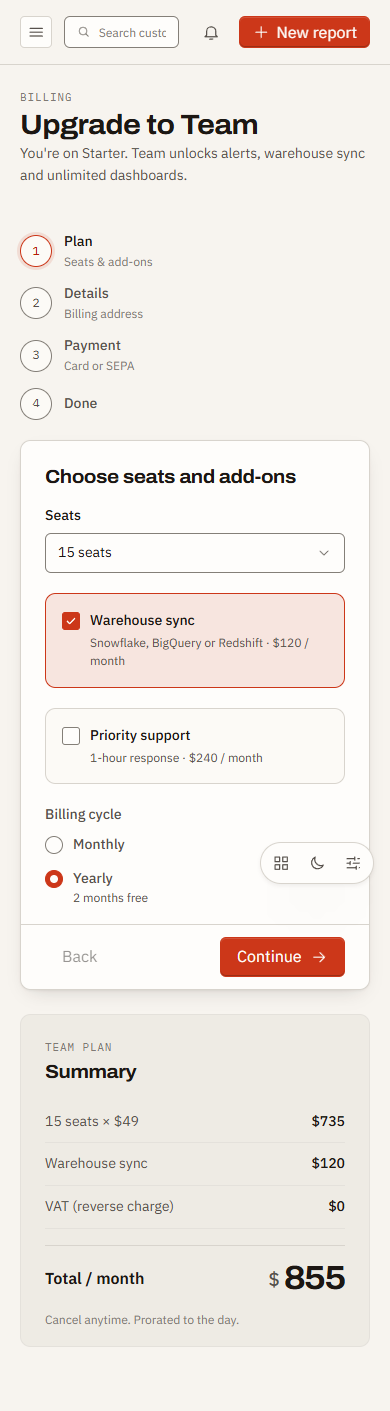 Search custo
New report
BILLING
Upgrade to Team
You're on Starter. Team unlocks alerts, warehouse sync
and unlimited dashboards.
1
Plan
Seats & add-ons
2
Details
Billing address
3
Payment
Card or SEPA
4
Done
Choose seats and add-ons
Seats
15 seats
Warehouse sync
Snowflake, BigQuery or Redshift · $120 /
month
Priority support
1-hour response · $240 / month
Billing cycle
Monthly
Yearly
2 months free
Back
Continue
TEAM PLAN
Summary
15 seats × $49 $735
Warehouse sync $120
VAT (reverse charge) $0
Total / month $ 855
Cancel anytime. Prorated to the day.